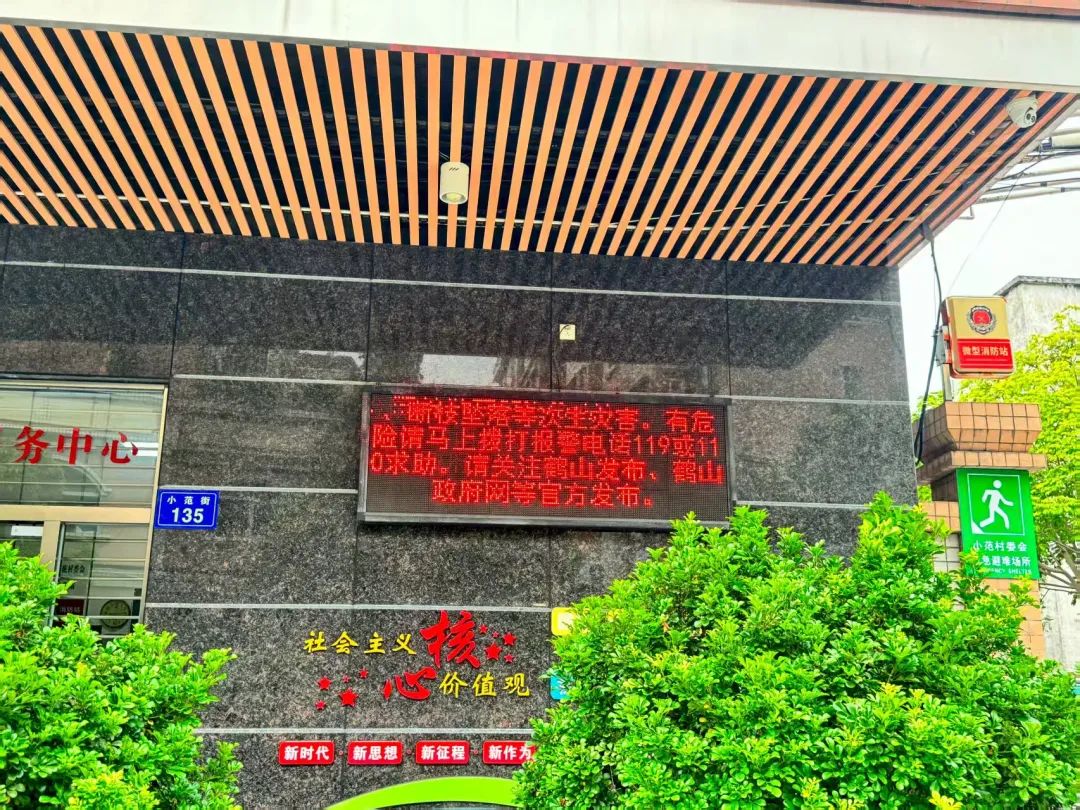 断枝坠落等次生灾害。有危
险请马上拨打报警电话119或11
0求助。请关注鹤山发布、鹤山
政府网等官方发布。
微型消防站
务中心
小范街
135
小范村委会
急避难场所
社会主义核
心价值观
新时代 新思想 新征程 新作为